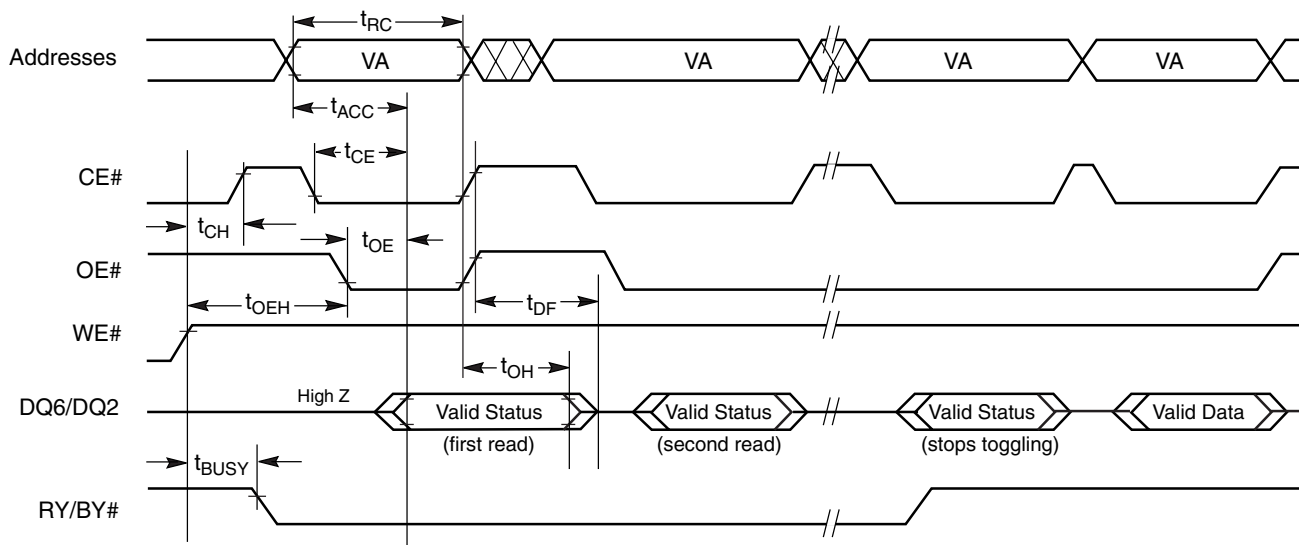 tRC
Addresses VA VA VA VA
tACC
tCE
CE#
tCH tOE
OE#
tOEH tDF
WE#
tOH
High Z
DQ6/DQ2 Valid Status Valid Status Valid Status Valid Data
(first read) (second read) (stops toggling)
tBUSY
RY/BY#